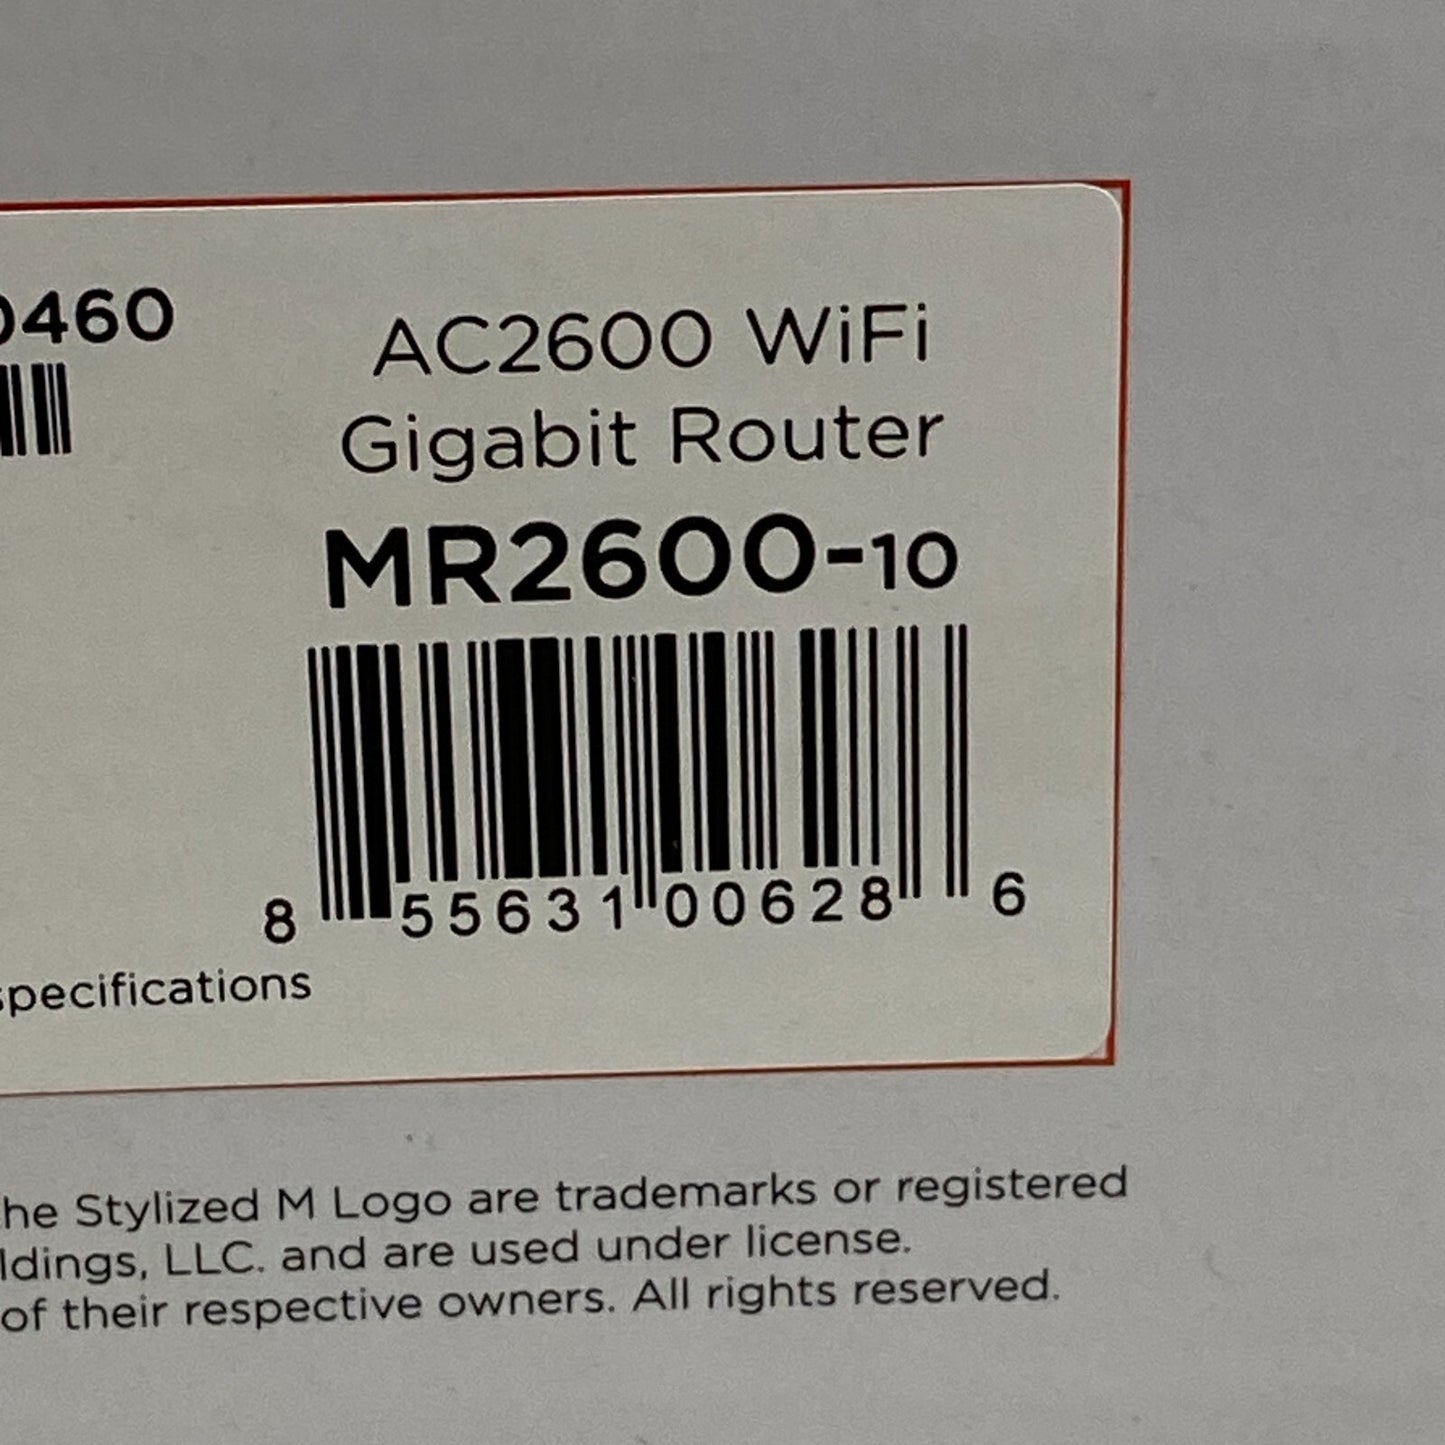 0460
AC2600 WiFi
Gigabit Router
MR2600-10
8 55631 00628 6
specifications
he Stylized M Logo are trademarks or registered
ldings, LLC. and are used under license.
of their respective owners. All rights reserved.